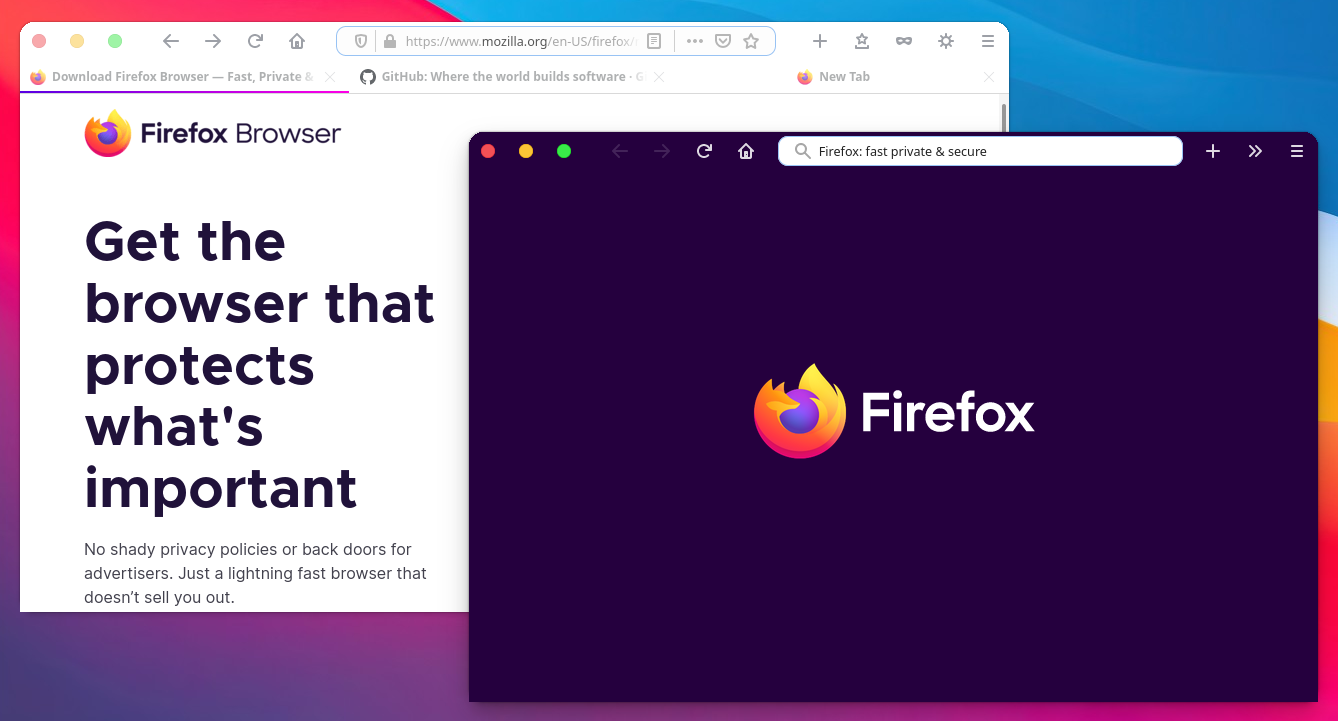 https://www.mozilla.org/en-US/firefox/
Download Firefox Browser — Fast, Private &
GitHub: Where the world builds software · G
New Tab
Firefox Browser
Get the
browser that
protects
what's
important
No shady privacy policies or back doors for
advertisers. Just a lightning fast browser that
doesn’t sell you out.
Firefox: fast private & secure
Firefox